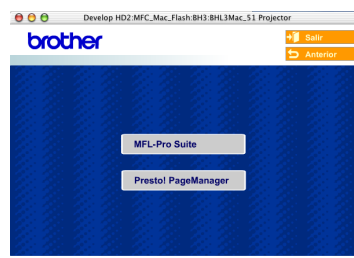 Develop HD2:MFC_Mac_Flash:BH3:BHL3Mac_51 Projector
brother
Salir
Anterior
MFL-Pro Suite
Presto! PageManager